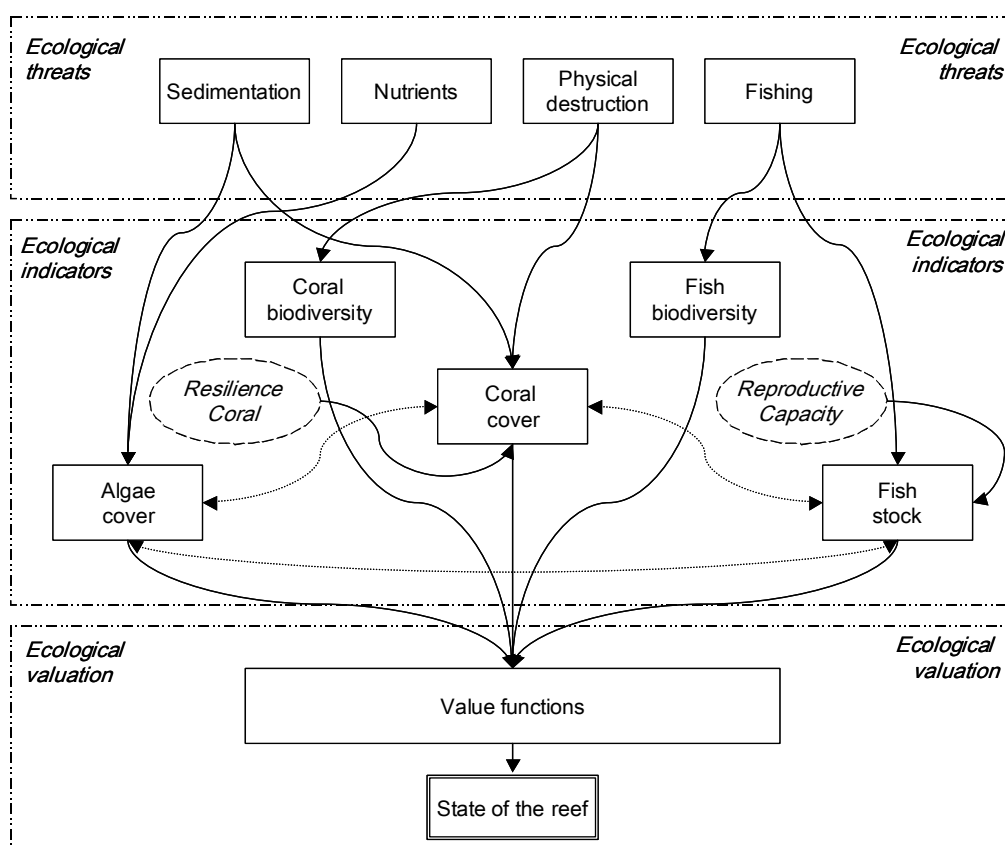 Ecological
threats
Ecological
threats
Sedimentation
Nutrients
Physical
destruction
Fishing
Ecological
indicators
Ecological
indicators
Coral
biodiversity
Fish
biodiversity
Resilience
Coral
Coral
cover
Reproductive
Capacity
Algae
cover
Fish
stock
Ecological
valuation
Ecological
valuation
Value functions
State of the reef